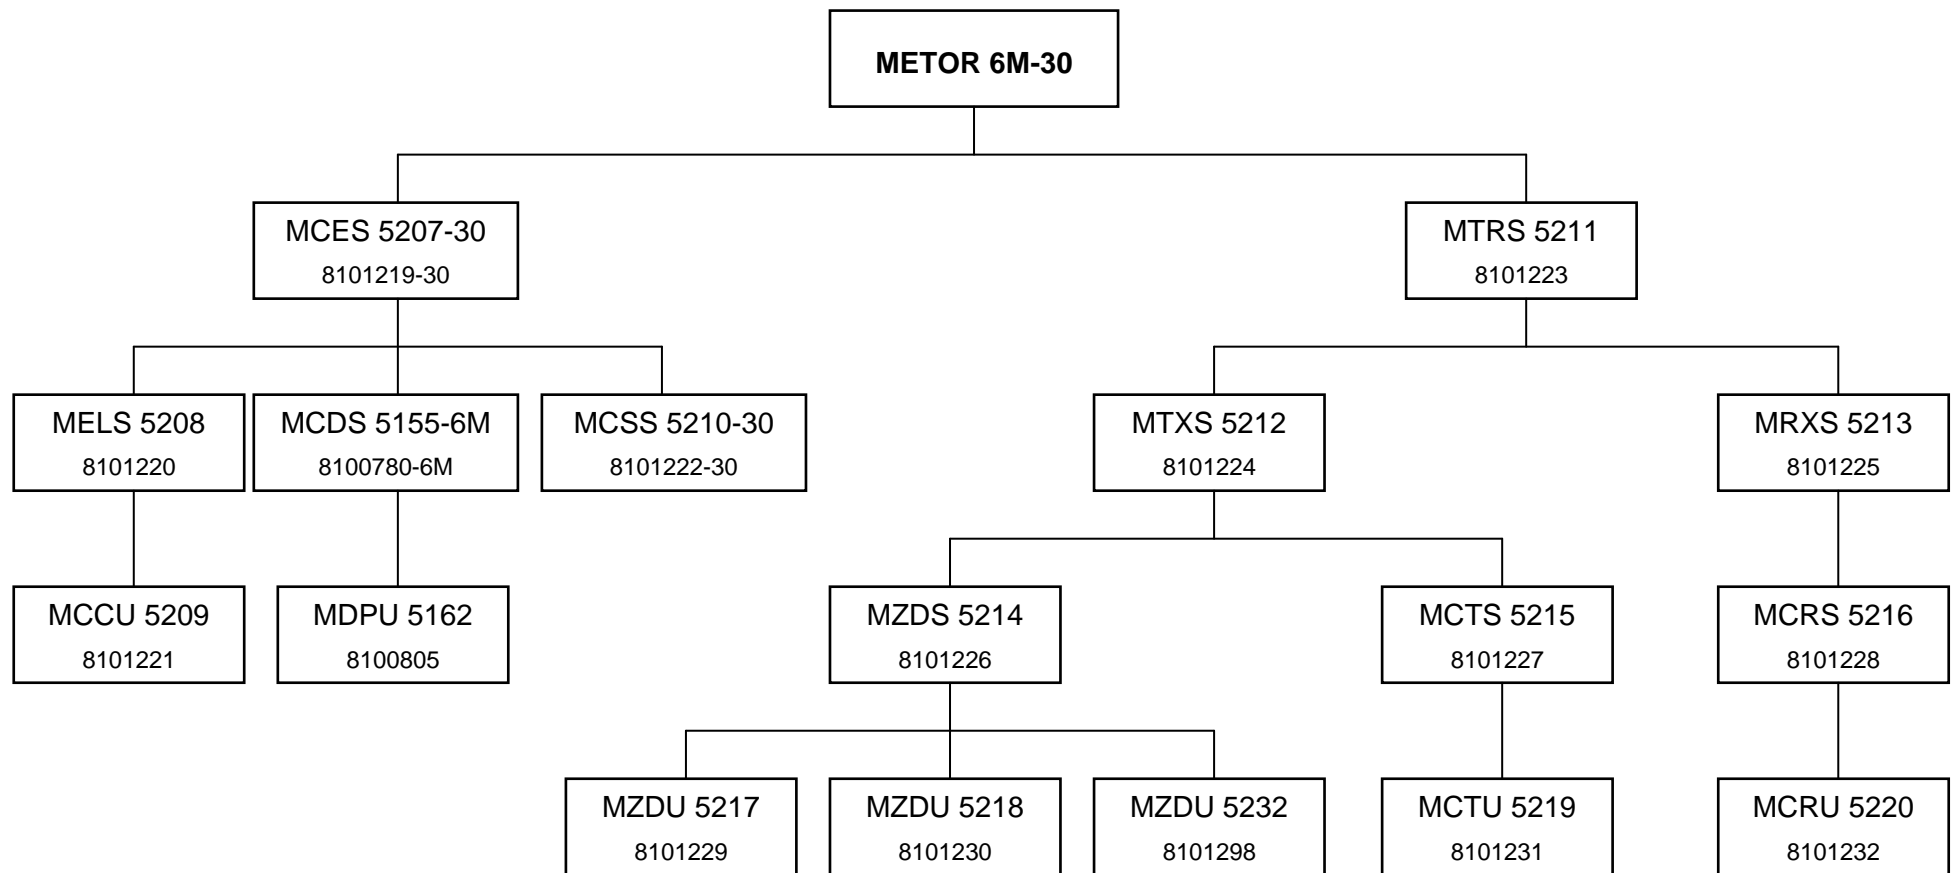 METOR 6M-30
MCES 5207-30
8101219-30
MTRS 5211
8101223
MELS 5208
8101220
MCDS 5155-6M
8100780-6M
MCSS 5210-30
8101222-30
MTXS 5212
8101224
MRXS 5213
8101225
MCCU 5209
8101221
MDPU 5162
8100805
MZDS 5214
8101226
MCTS 5215
8101227
MCRS 5216
8101228
MZDU 5217
8101229
MZDU 5218
8101230
MZDU 5232
8101298
MCTU 5219
8101231
MCRU 5220
8101232